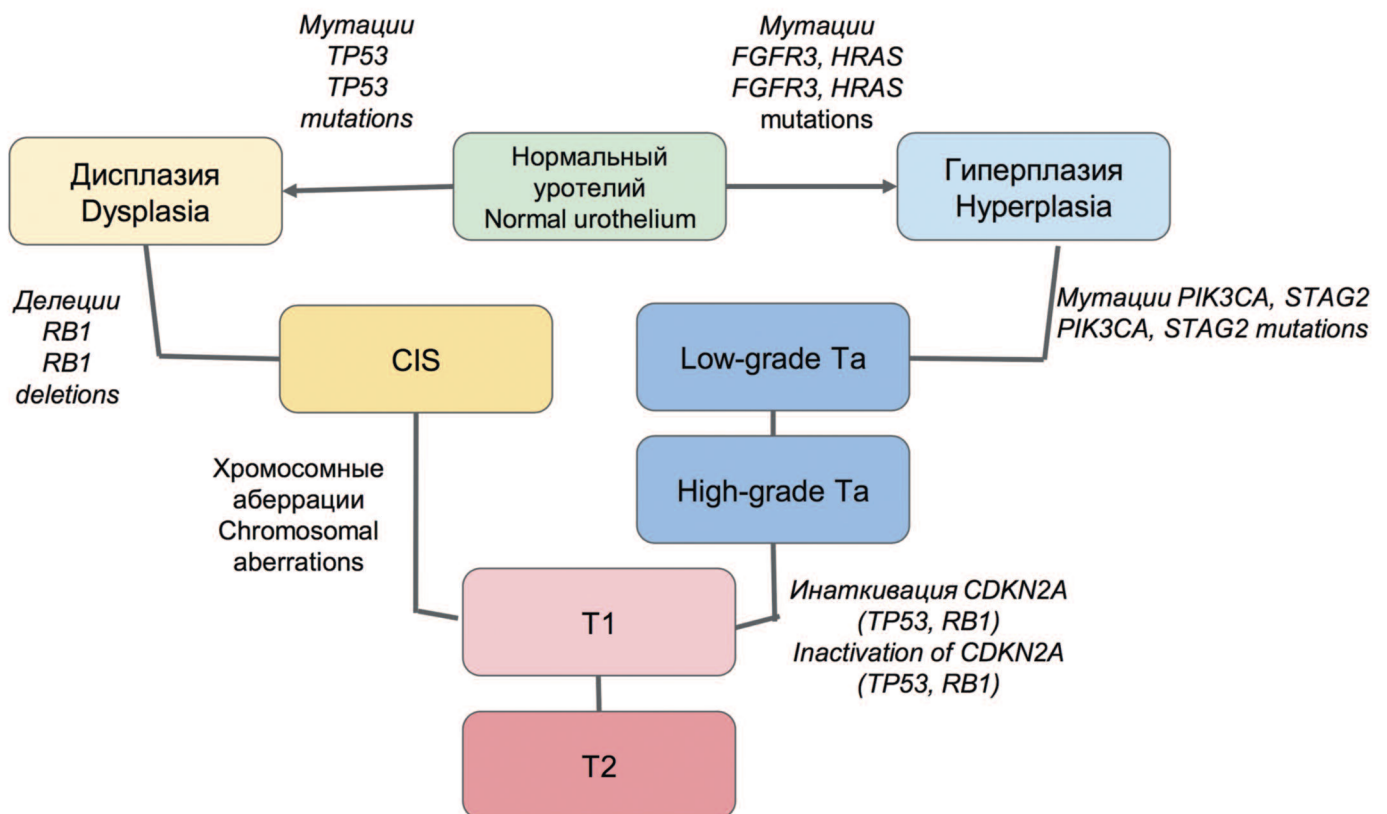 Мутации
TP53
TP53
mutations
Мутации
FGFR3, HRAS
FGFR3, HRAS
mutations
Дисплазия
Dysplasia
Нормальный
уротелий
Normal urothelium
Гиперплазия
Hyperplasia
Делеции
RB1
RB1
deletions
Мутации PIK3CA, STAG2
PIK3CA, STAG2 mutations
CIS
Low-grade Ta
High-grade Ta
Хромосомные
аберрации
Chromosomal
aberrations
T1
Инаткивация CDKN2A
(TP53, RB1)
Inactivation of CDKN2A
(TP53, RB1)
T2